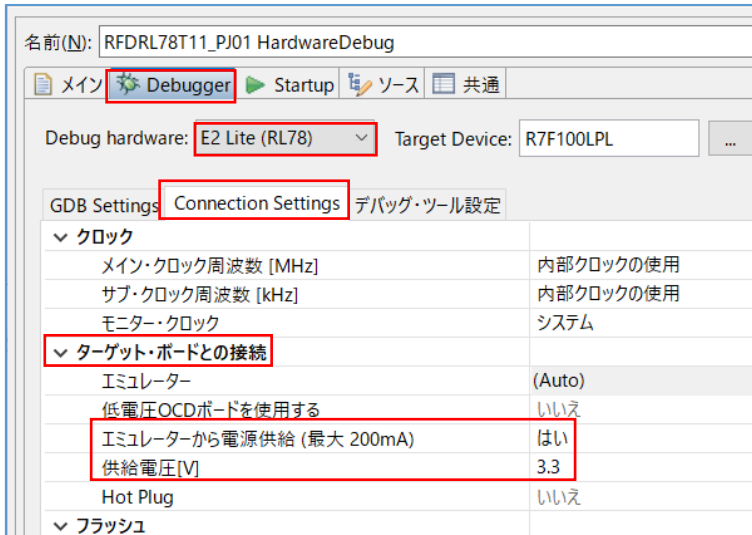 名前(N): RFDRL78T11_PJ01 HardwareDebug
メイン Debugger Startup ソース 共通
Debug hardware: E2 Lite (RL78) Target Device: R7F100LPL ...
GDB Settings Connection Settings デバッグ・ツール設定
クロック
メイン・クロック周波数 [MHz] 内部クロックの使用
サブ・クロック周波数 [kHz] 内部クロックの使用
モニター・クロック システム
ターゲット・ボードとの接続
エミュレーター (Auto)
低電圧OCDボードを使用する いいえ
エミュレーターから電源供給 (最大 200mA) はい
供給電圧[V] 3.3
Hot Plug いいえ
フラッシュ